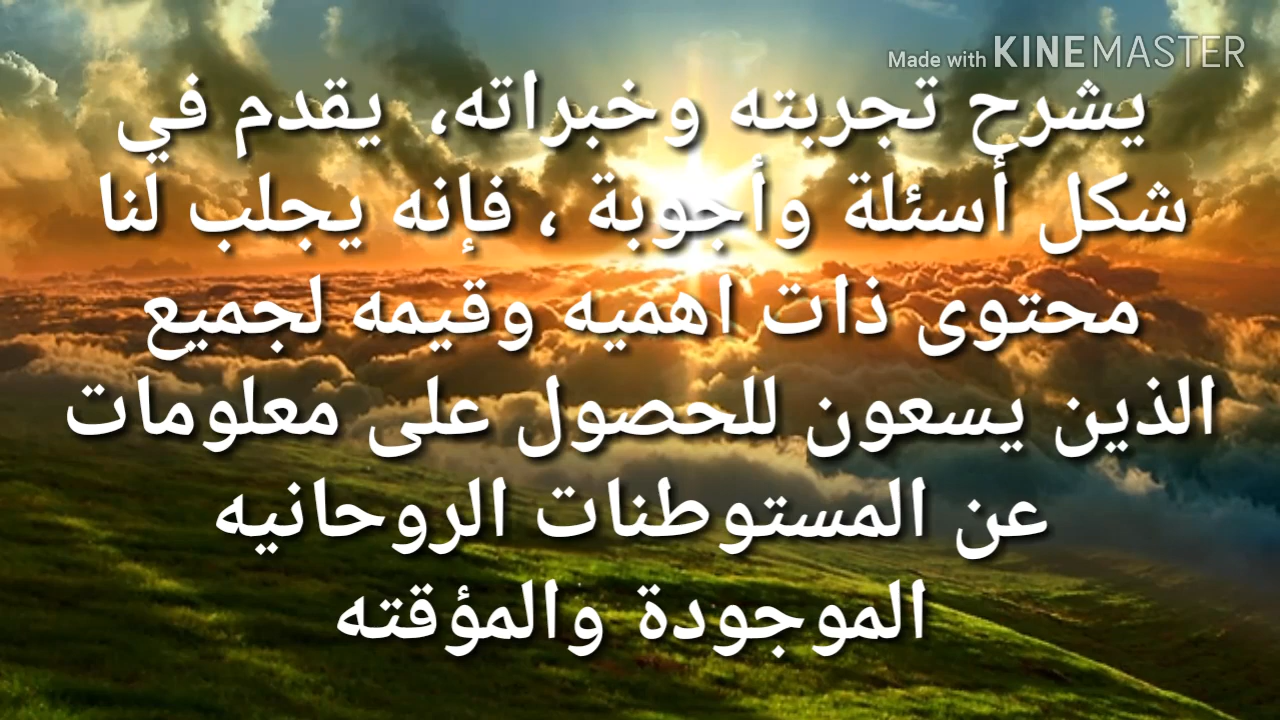 Made with KINEMASTER
يشرح تجربته وخبراته، يقدم في
شكل أسئلة وأجوبة ، فإنه يجلب لنا
محتوى ذات اهميه وقيمه لجميع
الذين يسعون للحصول على معلومات
عن المستوطنات الروحانيه
الموجودة والمؤقته